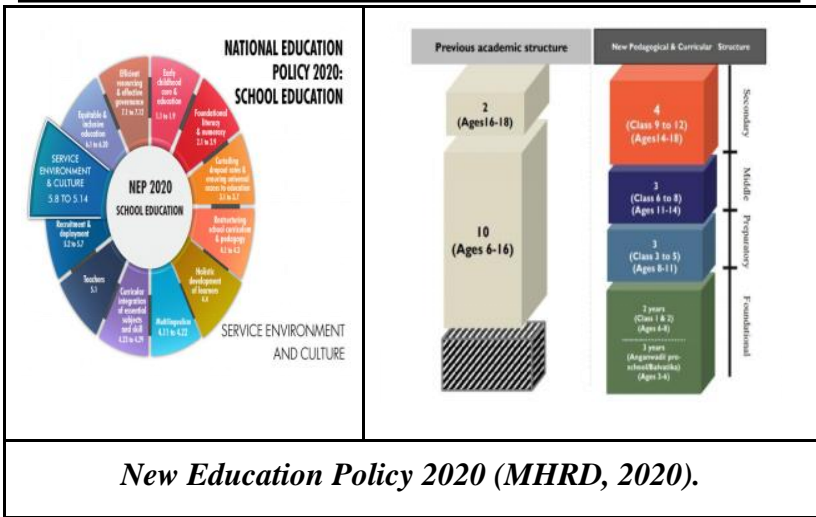 NATIONAL EDUCATION
POLICY 2020:
SCHOOL EDUCATION
Efficient
resourcing
& effective
governance
7.1 to 7.12
Early
childhood
care &
education
1.1 to 1.9
Foundational
literacy &
numeracy
2.1 to 2.9
Curtailing
dropout rates &
ensuring universal
access to education
3.1 to 3.7
Restructuring
school curriculum
& pedagogy
4.1 to 4.3
Holistic
development
of learners
4.4
Multilingualism
4.11 to 4.22
Curricular
integration
of essential
subjects
and skill
4.23 to 4.29
Teachers
5.1
Recruitment &
deployment
5.2 to 5.7
SERVICE
ENVIRONMENT
& CULTURE
5.8 TO 5.14
Equitable &
inclusive
education
6.1 to 6.20
NEP 2020
SCHOOL EDUCATION
SERVICE ENVIRONMENT
AND CULTURE
Previous academic structure
2
(Ages16-18)
10
(Ages 6-16)
New Pedagogical & Curricular Structure
4
(Class 9 to 12)
(Ages14-18)
3
(Class 6 to 8)
(Ages 11-14)
3
(Class 3 to 5)
(Ages 8-11)
2 years
(Class 1 & 2)
(Ages 6-8)
3 years
(Anganwadi/ pre-
school/Balvatika)
(Ages 3-6)
Secondary
Middle
Preparatory
Foundational
New Education Policy 2020 (MHRD, 2020).